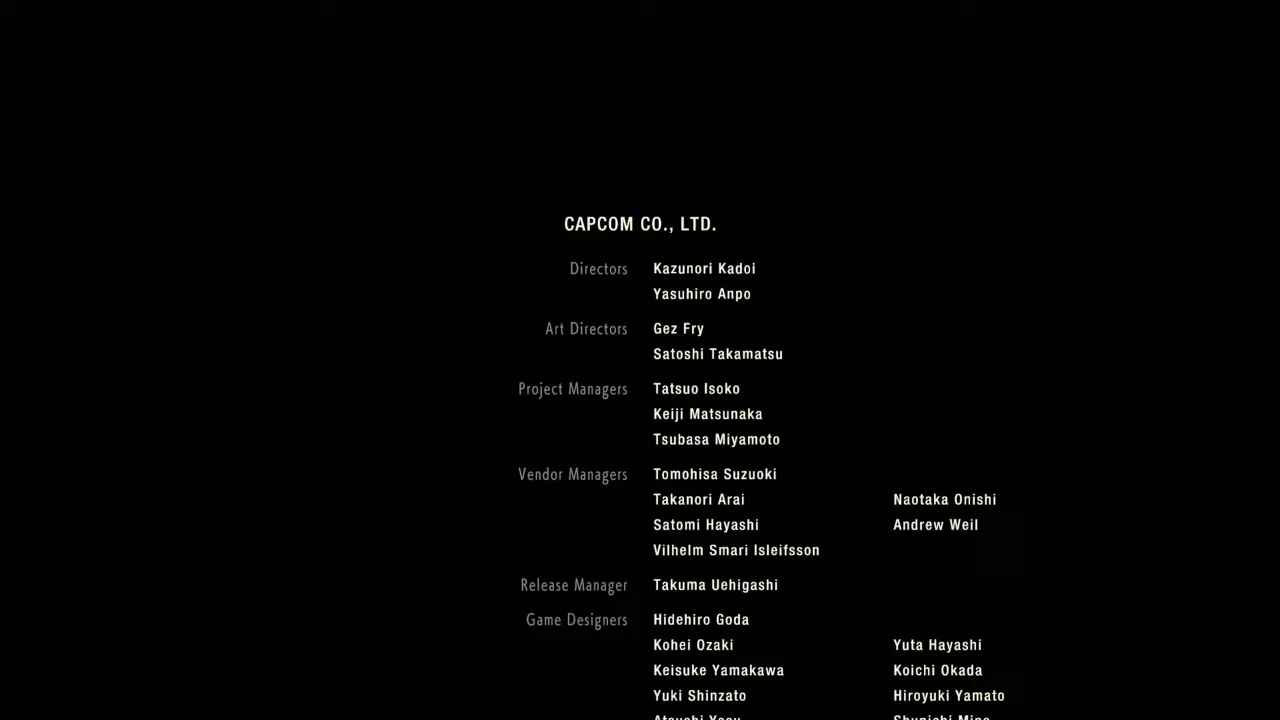 CAPCOM CO., LTD.
Directors Kazunori Kadoi
Yasuhiro Anpo
Art Directors Gez Fry
Satoshi Takamatsu
Project Managers Tatsuo Isoko
Keiji Matsunaka
Tsubasa Miyamoto
Vendor Managers Tomohisa Suzuoki
Takanori Arai Naotaka Onishi
Satomi Hayashi Andrew Weil
Vilhelm Smari Isleifsson
Release Manager Takuma Uehigashi
Game Designers Hidehiro Goda
Kohei Ozaki Yuta Hayashi
Keisuke Yamakawa Koichi Okada
Yuki Shinzato Hiroyuki Yamato